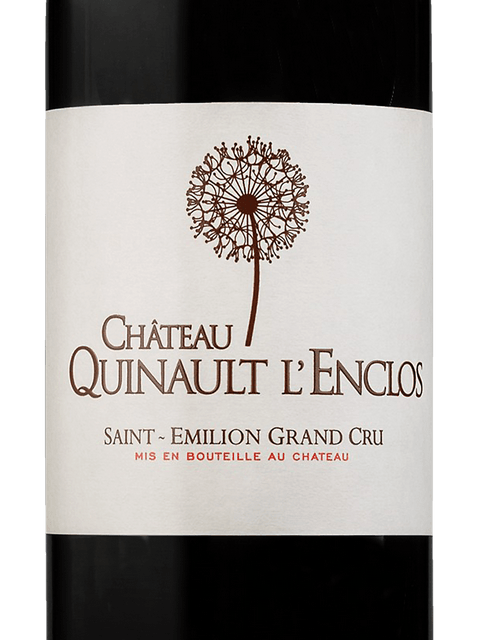 CHÂTEAU
QUINAULT L'ENCLOS
SAINT ~ EMILION GRAND CRU
MIS EN BOUTEILLE AU CHATEAU